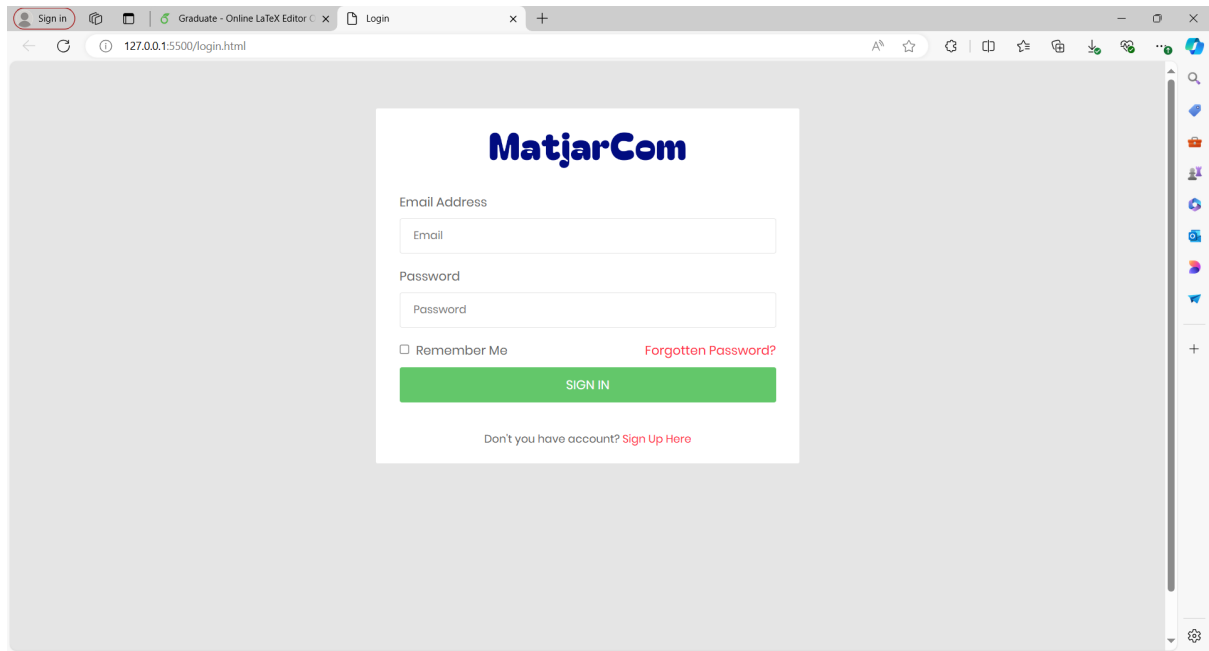 Sign in
Graduate - Online LaTeX Editor
Login
127.0.0.1:5500/login.html
MatjarCom
Email Address
Email
Password
Password
Remember Me Forgotten Password?
SIGN IN
Don't you have account? Sign Up Here